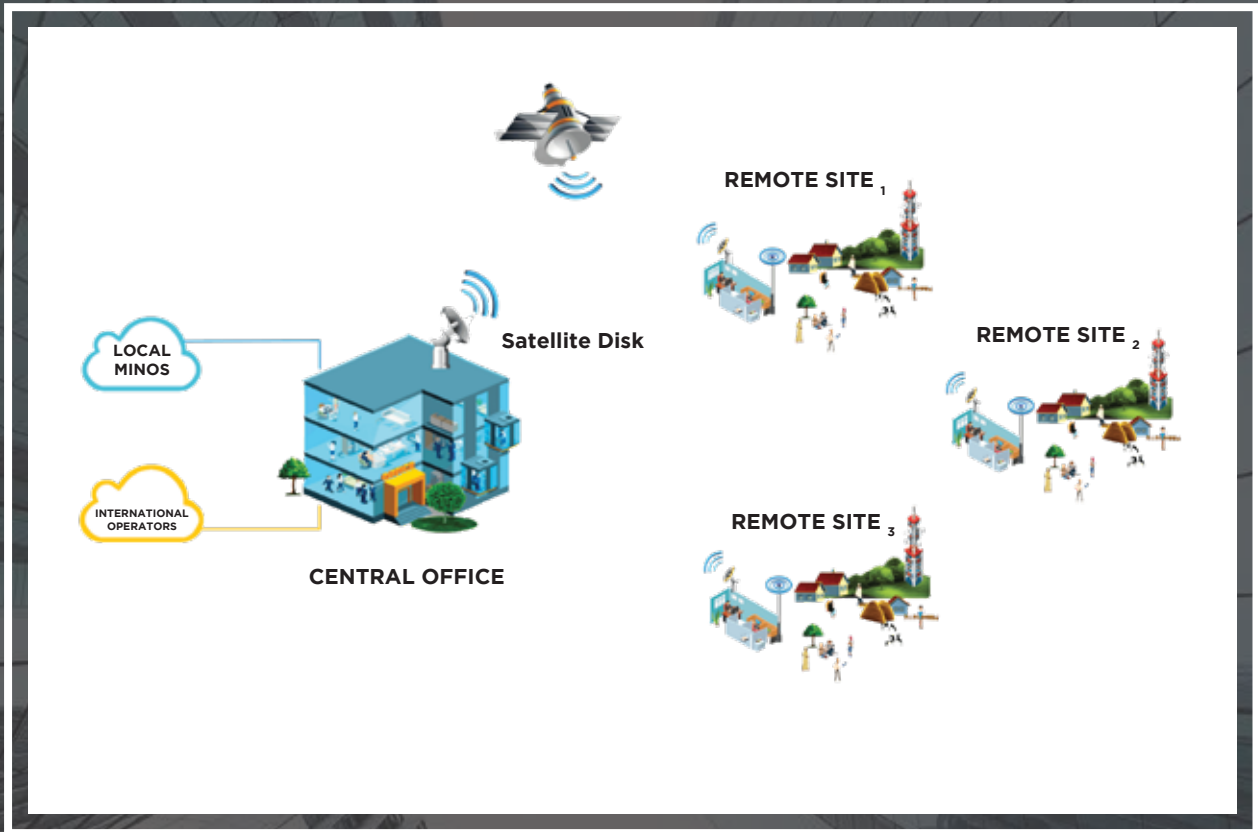 REMOTE SITE 1
REMOTE SITE 2
Satellite Disk
LOCAL
MINOS
INTERNATIONAL
OPERATORS
REMOTE SITE 3
CENTRAL OFFICE